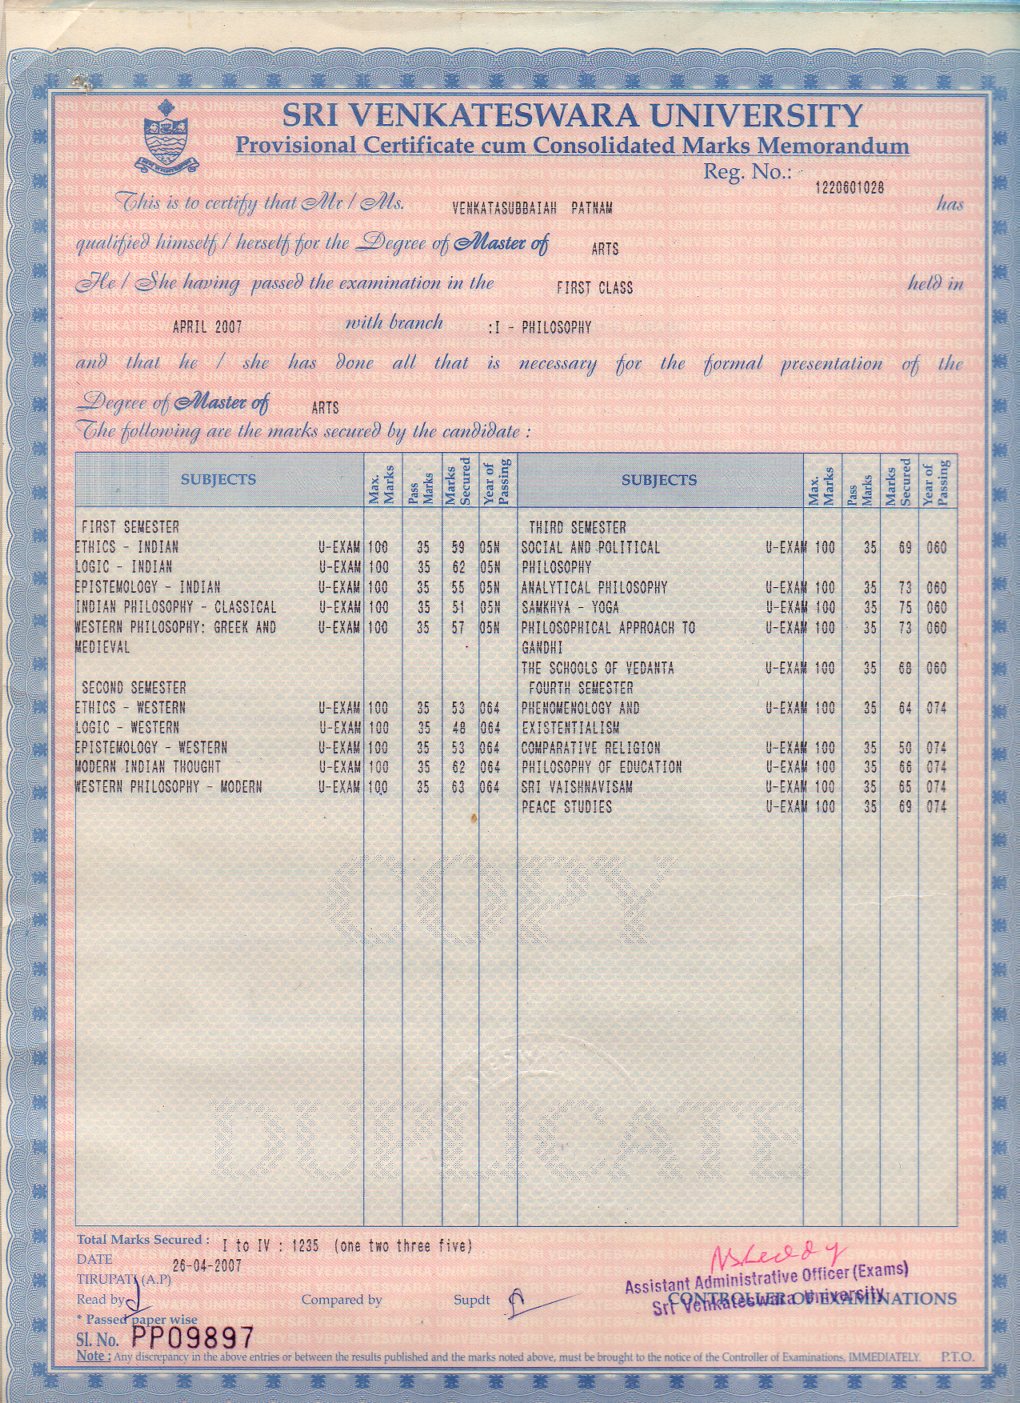 SRI VENKATESWARA UNIVERSITY
Provisional Certificate cum Consolidated Marks Memorandum
Reg. No.: 1220601028
This is to certify that Mr / Ms. VENKATASUBBAIAH PATNAM has
qualified himself / herself for the Degree of Master of ARTS
He / She having passed the examination in the FIRST CLASS held in
APRIL 2007 with branch :I - PHILOSOPHY
and that he / she has done all that is necessary for the formal presentation of the
Degree of Master of ARTS
The following are the marks secured by the candidate :
SUBJECTS Max. Marks Pass Marks Marks Secured Year of Passing
FIRST SEMESTER
ETHICS - INDIAN U-EXAM 100 35 59 05N
LOGIC - INDIAN U-EXAM 100 35 62 05N
EPISTEMOLOGY - INDIAN U-EXAM 100 35 55 05N
INDIAN PHILOSOPHY - CLASSICAL U-EXAM 100 35 51 05N
WESTERN PHILOSOPHY: GREEK AND U-EXAM 100 35 57 05N
MEDIEVAL
SECOND SEMESTER
ETHICS - WESTERN U-EXAM 100 35 53 064
LOGIC - WESTERN U-EXAM 100 35 48 064
EPISTEMOLOGY - WESTERN U-EXAM 100 35 53 064
MODERN INDIAN THOUGHT U-EXAM 100 35 62 064
WESTERN PHILOSOPHY - MODERN U-EXAM 100 35 63 064
SUBJECTS Max. Marks Pass Marks Marks Secured Year of Passing
THIRD SEMESTER
SOCIAL AND POLITICAL U-EXAM 100 35 69 060
PHILOSOPHY
ANALYTICAL PHILOSOPHY U-EXAM 100 35 73 060
SAMKHYA - YOGA U-EXAM 100 35 75 060
PHILOSOPHICAL APPROACH TO U-EXAM 100 35 73 060
GANDHI
THE SCHOOLS OF VEDANTA U-EXAM 100 35 68 060
FOURTH SEMESTER
PHENOMENOLOGY AND U-EXAM 100 35 64 074
EXISTENTIALISM
COMPARATIVE RELIGION U-EXAM 100 35 50 074
PHILOSOPHY OF EDUCATION U-EXAM 100 35 66 074
SRI VAISHNAVISAM U-EXAM 100 35 65 074
PEACE STUDIES U-EXAM 100 35 69 074
COPY
DUPLICATE
Total Marks Secured : I to IV : 1235 (one two three five)
DATE 26-04-2007
TIRUPATI (A.P)
Read by Compared by Supdt
Assistant Administrative Officer (Exams)
Sri Venkateswara University
CONTROLLER OF EXAMINATIONS
* Passed paper wise
Sl. No. PP09897
Note : Any discrepancy in the above entries or between the results published and the marks noted above, must be brought to the notice of the Controller of Examinations, IMMEDIATELY. P.T.O.